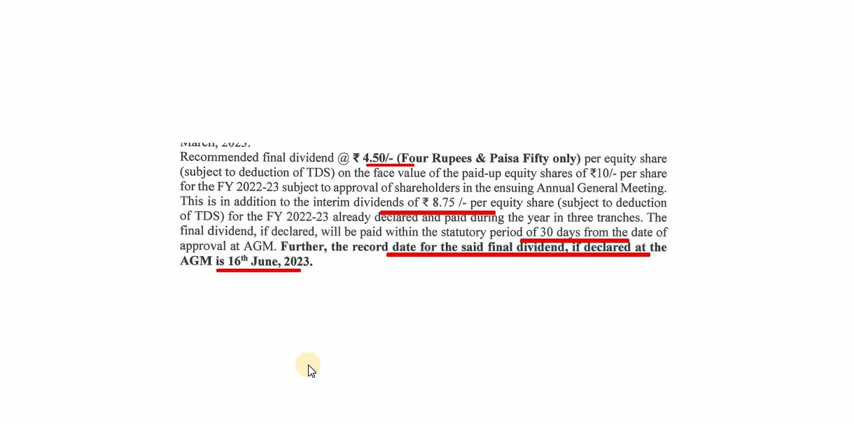 Recommended final dividend @ ₹ 4.50/- (Four Rupees & Paisa Fifty only) per equity share
(subject to deduction of TDS) on the face value of the paid-up equity shares of ₹10/- per share
for the FY 2022-23 subject to approval of shareholders in the ensuing Annual General Meeting.
This is in addition to the interim dividends of ₹ 8.75 /- per equity share (subject to deduction
of TDS) for the FY 2022-23 already declared and paid during the year in three tranches. The
final dividend, if declared, will be paid within the statutory period of 30 days from the date of
approval at AGM. Further, the record date for the said final dividend, if declared at the
AGM is 16th June, 2023.